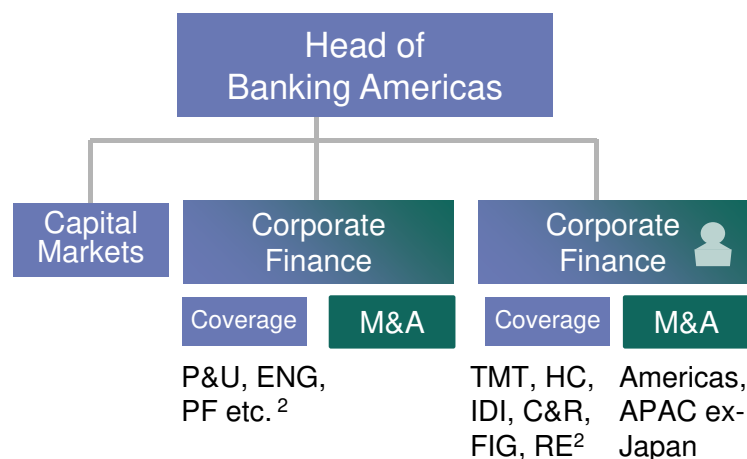 Head of
Banking Americas
Capital
Markets
Corporate
Finance
Corporate
Finance
Coverage
M&A
Coverage
M&A
P&U, ENG,
PF etc. 2
TMT, HC,
IDI, C&R,
FIG, RE2
Americas,
APAC ex-
Japan